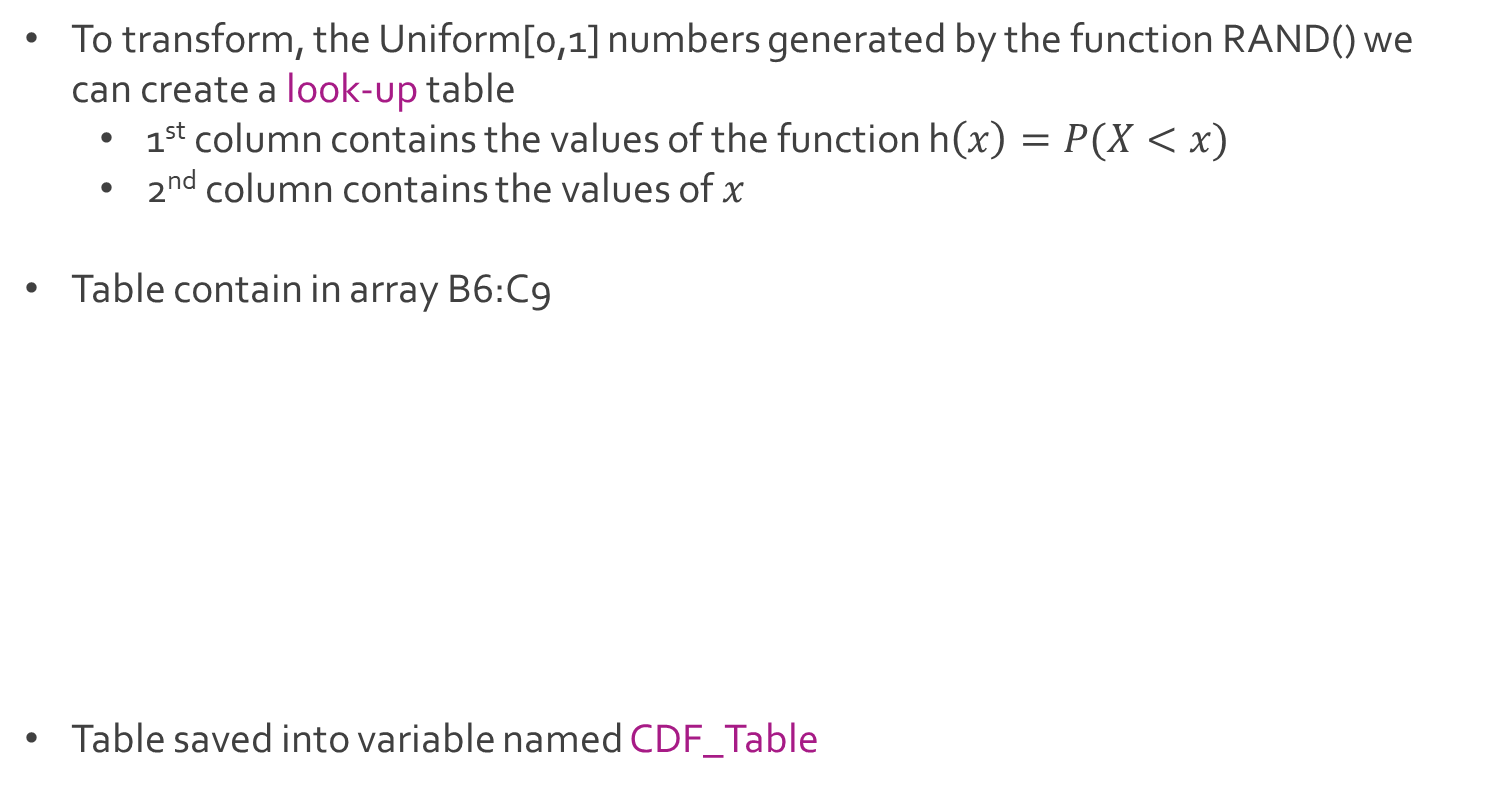 • To transform, the Uniform[0,1] numbers generated by the function RAND() we
can create a look-up table
• 1st column contains the values of the function h(x) = P(X < x)
• 2nd column contains the values of x
• Table contain in array B6:C9
• Table saved into variable named CDF_Table